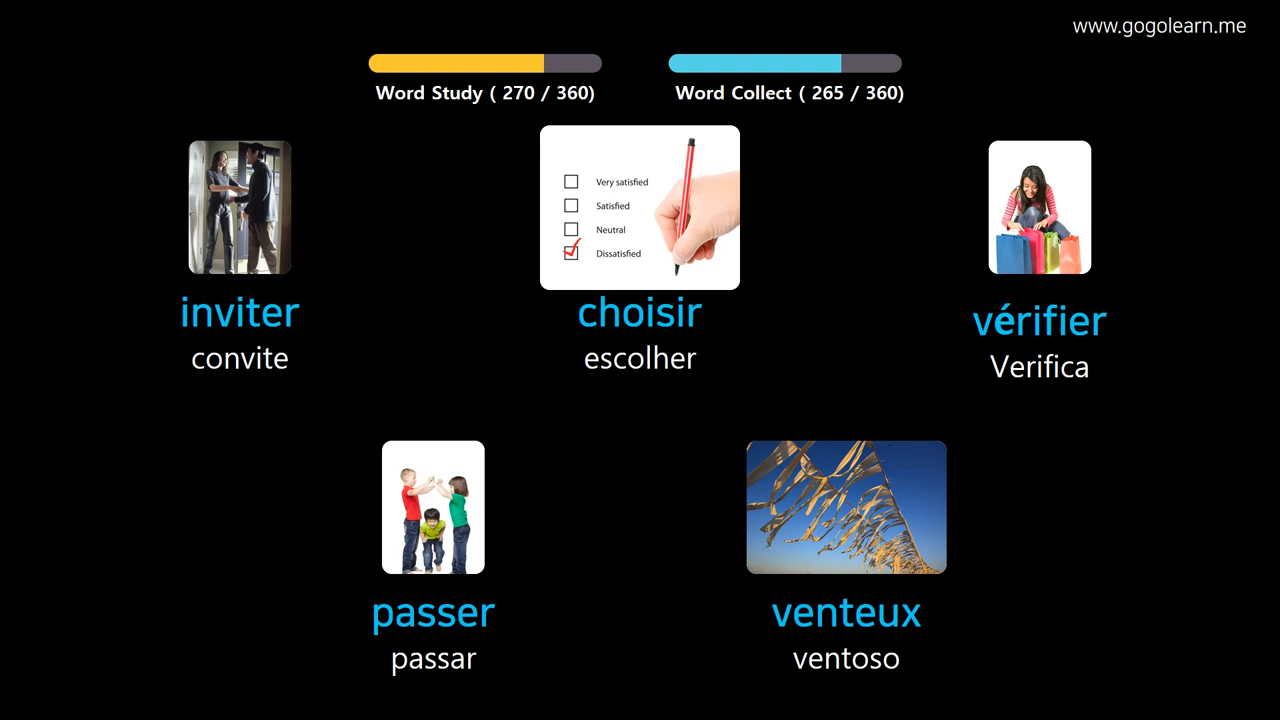 www.gogolearn.me
Word Study ( 270 / 360)
Word Collect ( 265 / 360)
Very satisfied
Satisfied
Neutral
Dissatisfied
inviter
convite
choisir
escolher
vérifier
Verifica
passer
passar
venteux
ventoso